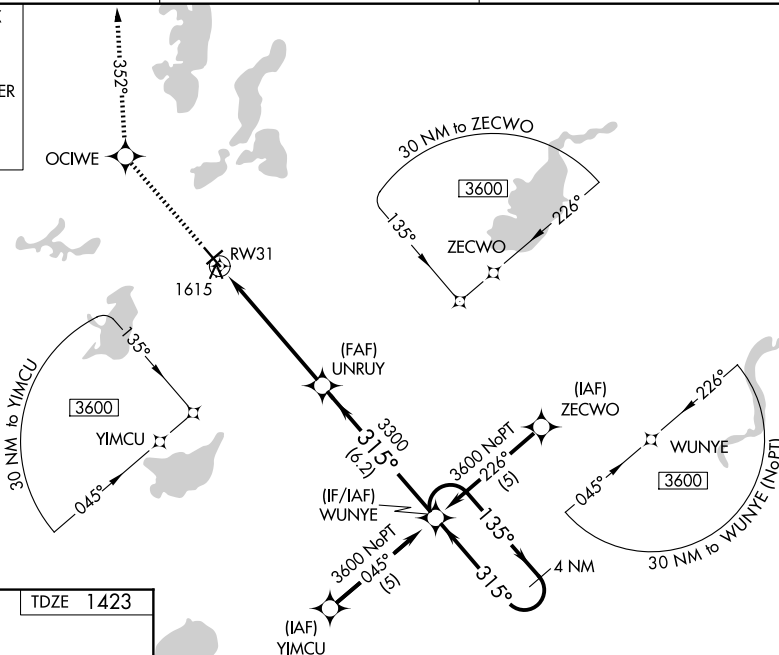 ER
352°
OCIWE
RW31
1615
30 NM to ZECWO
3600
135°
226°
ZECWO
30 NM to YIMCU
135°
3600
YIMCU
045°
(FAF)
UNRUY
3300
315°
(6.2)
(IAF)
ZECWO
3600 NoPT
226°
(5)
(IF/IAF)
WUNYE
135°
315°
4 NM
3600 NoPT
045°
(5)
(IAF)
YIMCU
226°
WUNYE
045°
3600
30 NM to WUNYE (NoPT)
TDZE 1423